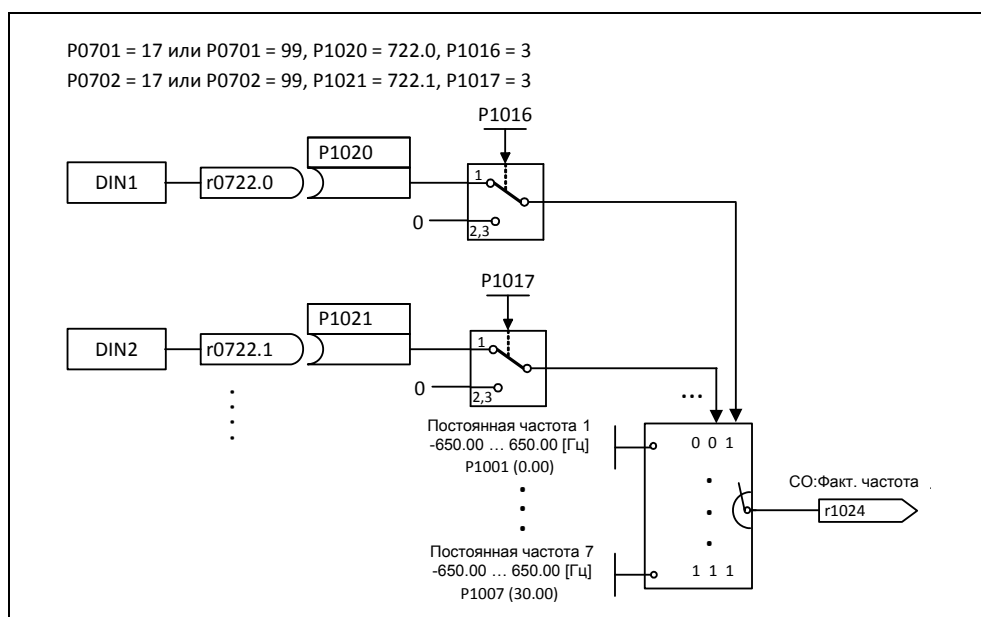 P0701 = 17 или P0701 = 99, P1020 = 722.0, P1016 = 3
P0702 = 17 или P0702 = 99, P1021 = 722.1, P1017 = 3
P1016
P1020
DIN1
r0722.0
1
0
2,3
P1017
P1021
DIN2
r0722.1
1
0
2,3
...
Постоянная частота 1
-650.00 … 650.00 [Гц]
P1001 (0.00)
0 0 1
СО:Факт. частота
r1024
Постоянная частота 7
-650.00 … 650.00 [Гц]
P1007 (30.00)
1 1 1